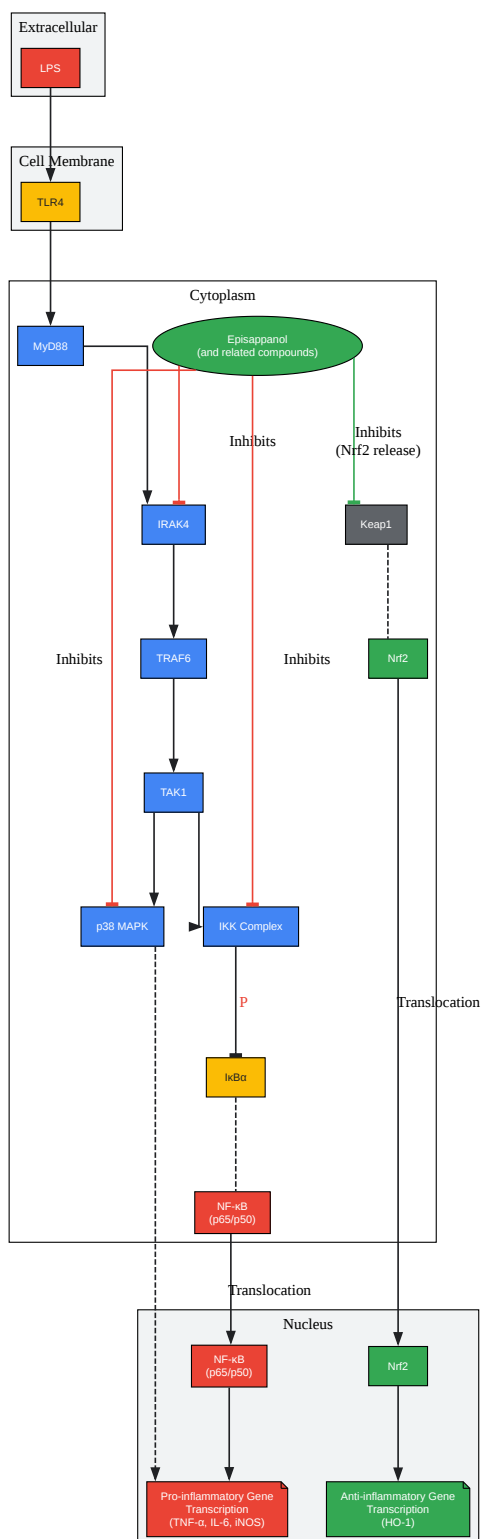 Extracellular
LPS
Cell Membrane
TLR4
Cytoplasm
MyD88
Episappanol
(and related compounds)
Inhibits
Inhibits
(Nrf2 release)
IRAK4
Keap1
Inhibits
TRAF6
Inhibits
Nrf2
TAK1
p38 MAPK
IKK Complex
P
Translocation
IκBα
NF-κB
(p65/p50)
Translocation
Nucleus
NF-κB
(p65/p50)
Nrf2
Pro-inflammatory Gene
Transcription
(TNF-α, IL-6, iNOS)
Anti-inflammatory Gene
Transcription
(HO-1)